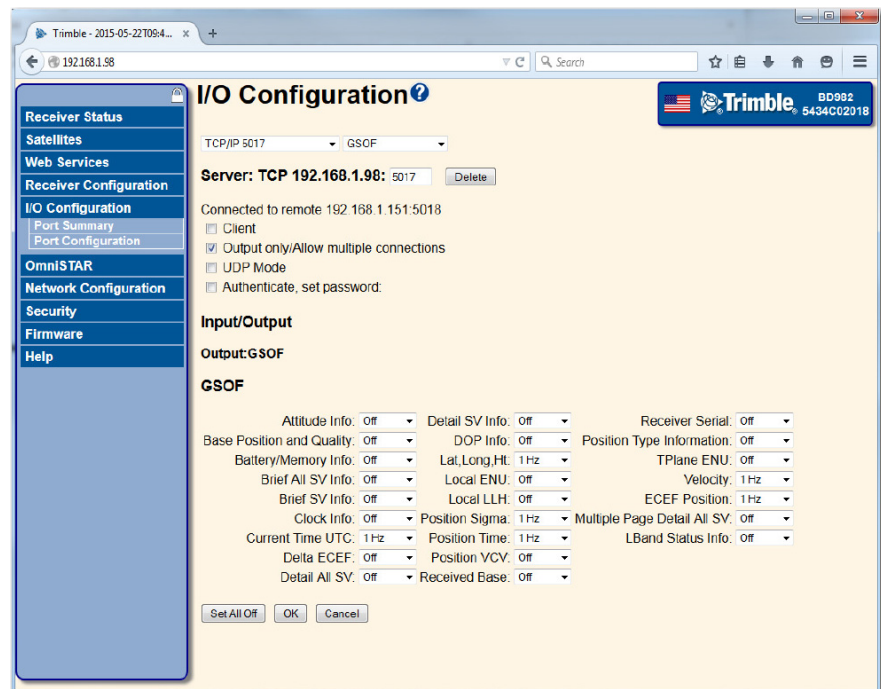 Trimble - 2015-05-22T09:4... x +
192.168.1.98
Search
Receiver Status
Satellites
Web Services
Receiver Configuration
I/O Configuration
Port Summary
Port Configuration
OmniSTAR
Network Configuration
Security
Firmware
Help
I/O Configuration?
Trimble®
BD982
5434C02018
TCP/IP 5017 GSOF
Server: TCP 192.168.1.98: 5017 Delete
Connected to remote 192.168.1.151:5018
Client
Output only/Allow multiple connections
UDP Mode
Authenticate, set password:
Input/Output
Output:GSOF
GSOF
Attitude Info: Off Detail SV Info: Off Receiver Serial: Off
Base Position and Quality: Off DOP Info: Off Position Type Information: Off
Battery/Memory Info: Off Lat,Long,Ht: 1 Hz TPlane ENU: Off
Brief All SV Info: Off Local ENU: Off Velocity: 1 Hz
Brief SV Info: Off Local LLH: Off ECEF Position: 1 Hz
Clock Info: Off Position Sigma: 1 Hz Multiple Page Detail All SV: Off
Current Time UTC: 1 Hz Position Time: 1 Hz LBand Status Info: Off
Delta ECEF: Off Position VCV: Off
Detail All SV: Off Received Base: Off
Set All Off OK Cancel